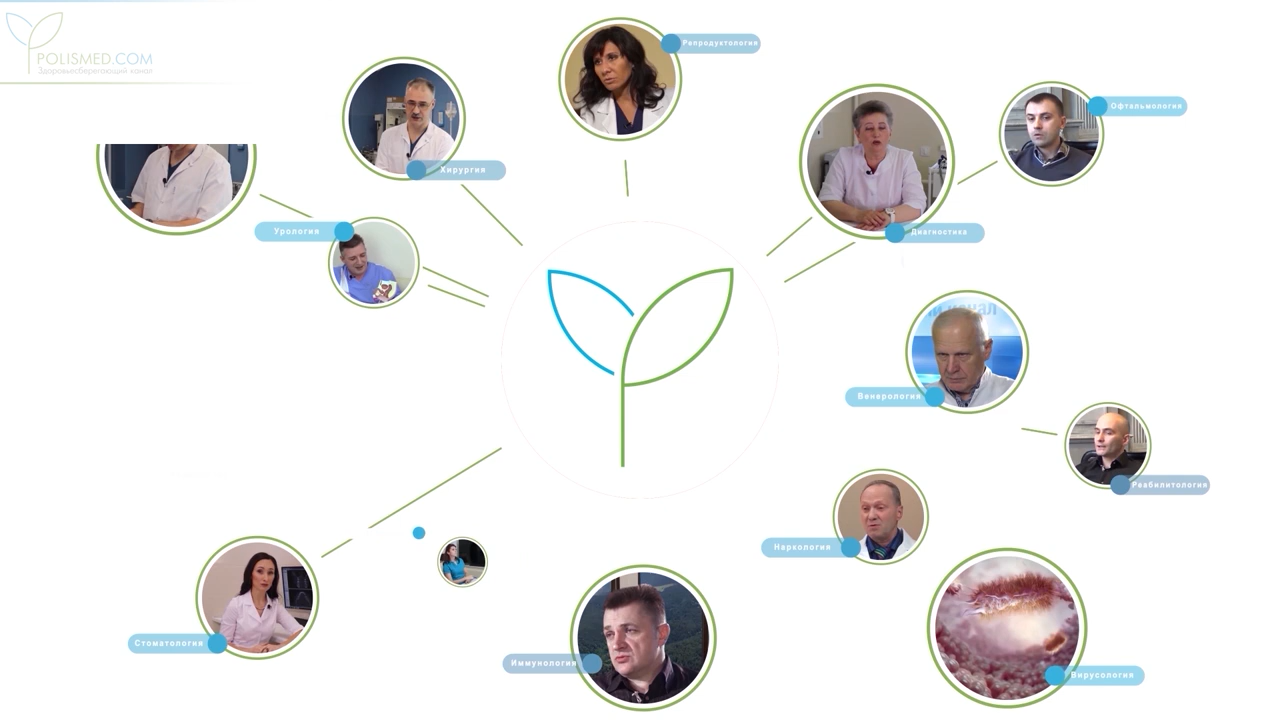 POLISMED.COM
Здоровьесберегающий канал
Репродуктология
Офтальмология
Хирургия
Урология
Диагностика
Венерология
Реабилитология
Наркология
Стоматология
Иммунология
Вирусология